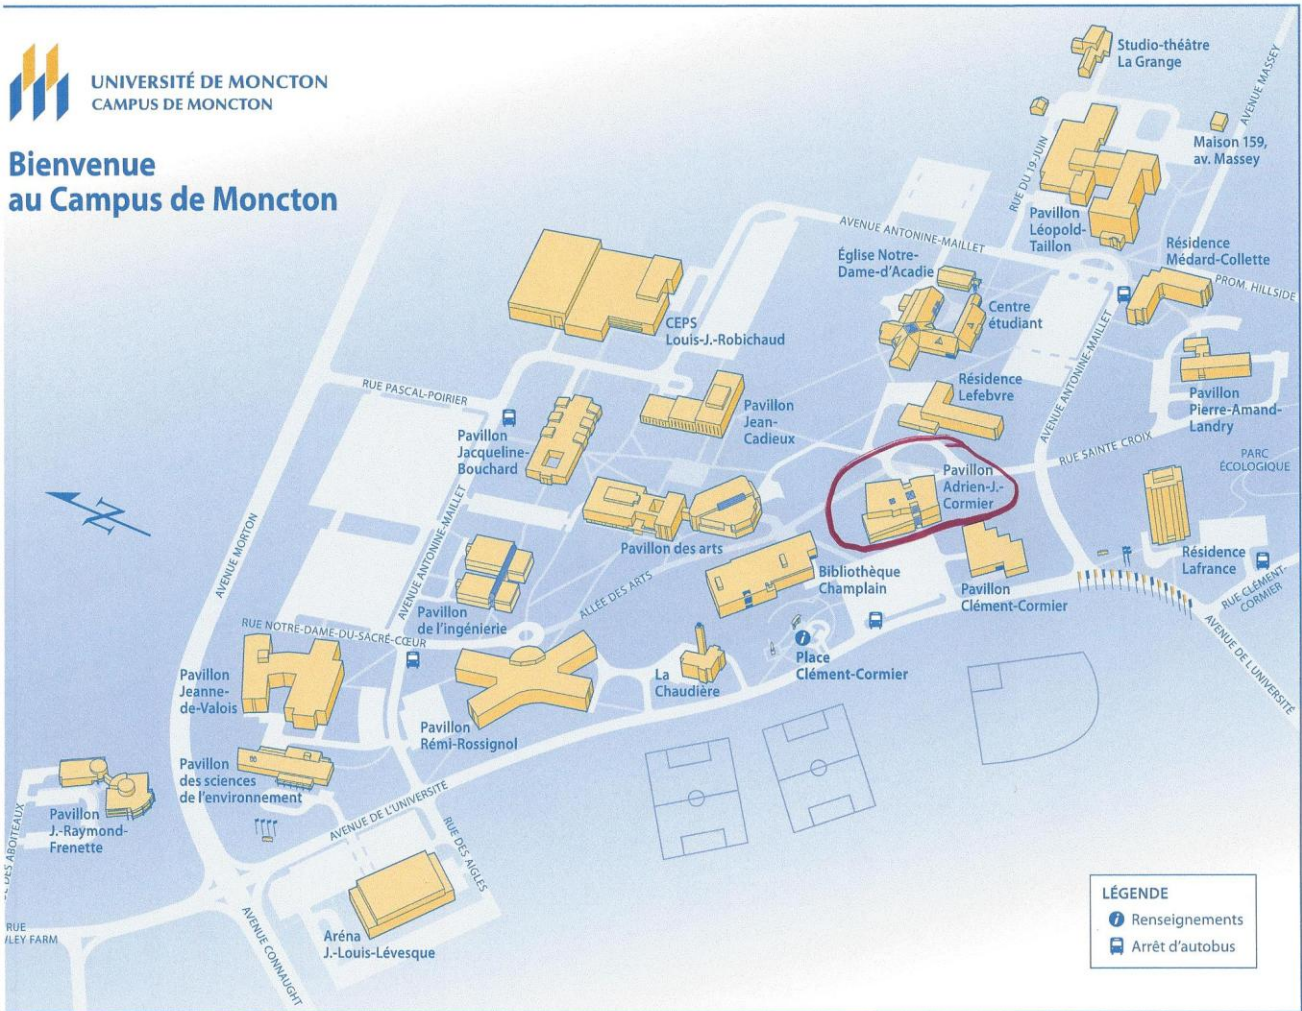 UNIVERSITÉ DE MONCTON
CAMPUS DE MONCTON
Bienvenue
au Campus de Moncton
Studio-théâtre
La Grange
AVENUE MASSEY
Maison 159,
av. Massey
RUE DU 19-JUIN
Pavillon
Léopold-
Taillon
AVENUE ANTONINE-MAILLET
Résidence
Médard-Collette
PROM. HILLSIDE
Église Notre-
Dame-d'Acadie
Centre
étudiant
CEPS
Louis-J.-Robichaud
AVENUE ANTONINE-MAILLET
RUE PASCAL-POIRIER
Résidence
Lefebvre
Pavillon
Pierre-Amand-
Landry
Pavillon
Jean-
Cadieux
Pavillon
Jacqueline-
Bouchard
RUE SAINTE CROIX
PARC
ÉCOLOGIQUE
Pavillon
Adrien-J.-
Cormier
N
AVENUE MORTON
AVENUE ANTONINE-MAILLET
Pavillon des arts
Résidence
Lafrance
RUE CLÉMENT-
CORMIER
Bibliothèque
Champlain
Pavillon
Clément-Cormier
ALLÉE DES ARTS
Pavillon
de l'ingénierie
RUE NOTRE-DAME-DU-SACRÉ-CŒUR
AVENUE DE L'UNIVERSITÉ
i
Place
Clément-Cormier
La
Chaudière
Pavillon
Jeanne-
de-Valois
Pavillon
Rémi-Rossignol
Pavillon
des sciences
de l'environnement
Pavillon
J.-Raymond-
Frenette
AVENUE DE L'UNIVERSITÉ
RUE DES AIGLES
DES ABOITEAUX
RUE
LEY FARM
AVENUE CONNAUGHT
Aréna
J.-Louis-Lévesque
LÉGENDE
i Renseignements
Arrêt d'autobus